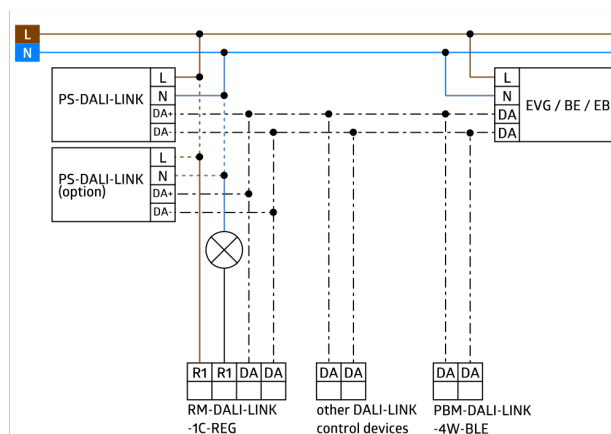 L
N
PS-DALI-LINK
L
N
DA+
DA-
L
N
DA
DA
EVG / BE / EB
PS-DALI-LINK
(option)
L
N
DA+
DA-
R1 R1 DA DA
DA DA
DA DA
RM-DALI-LINK
-1C-REG
other DALI-LINK
control devices
PBM-DALI-LINK
-4W-BLE